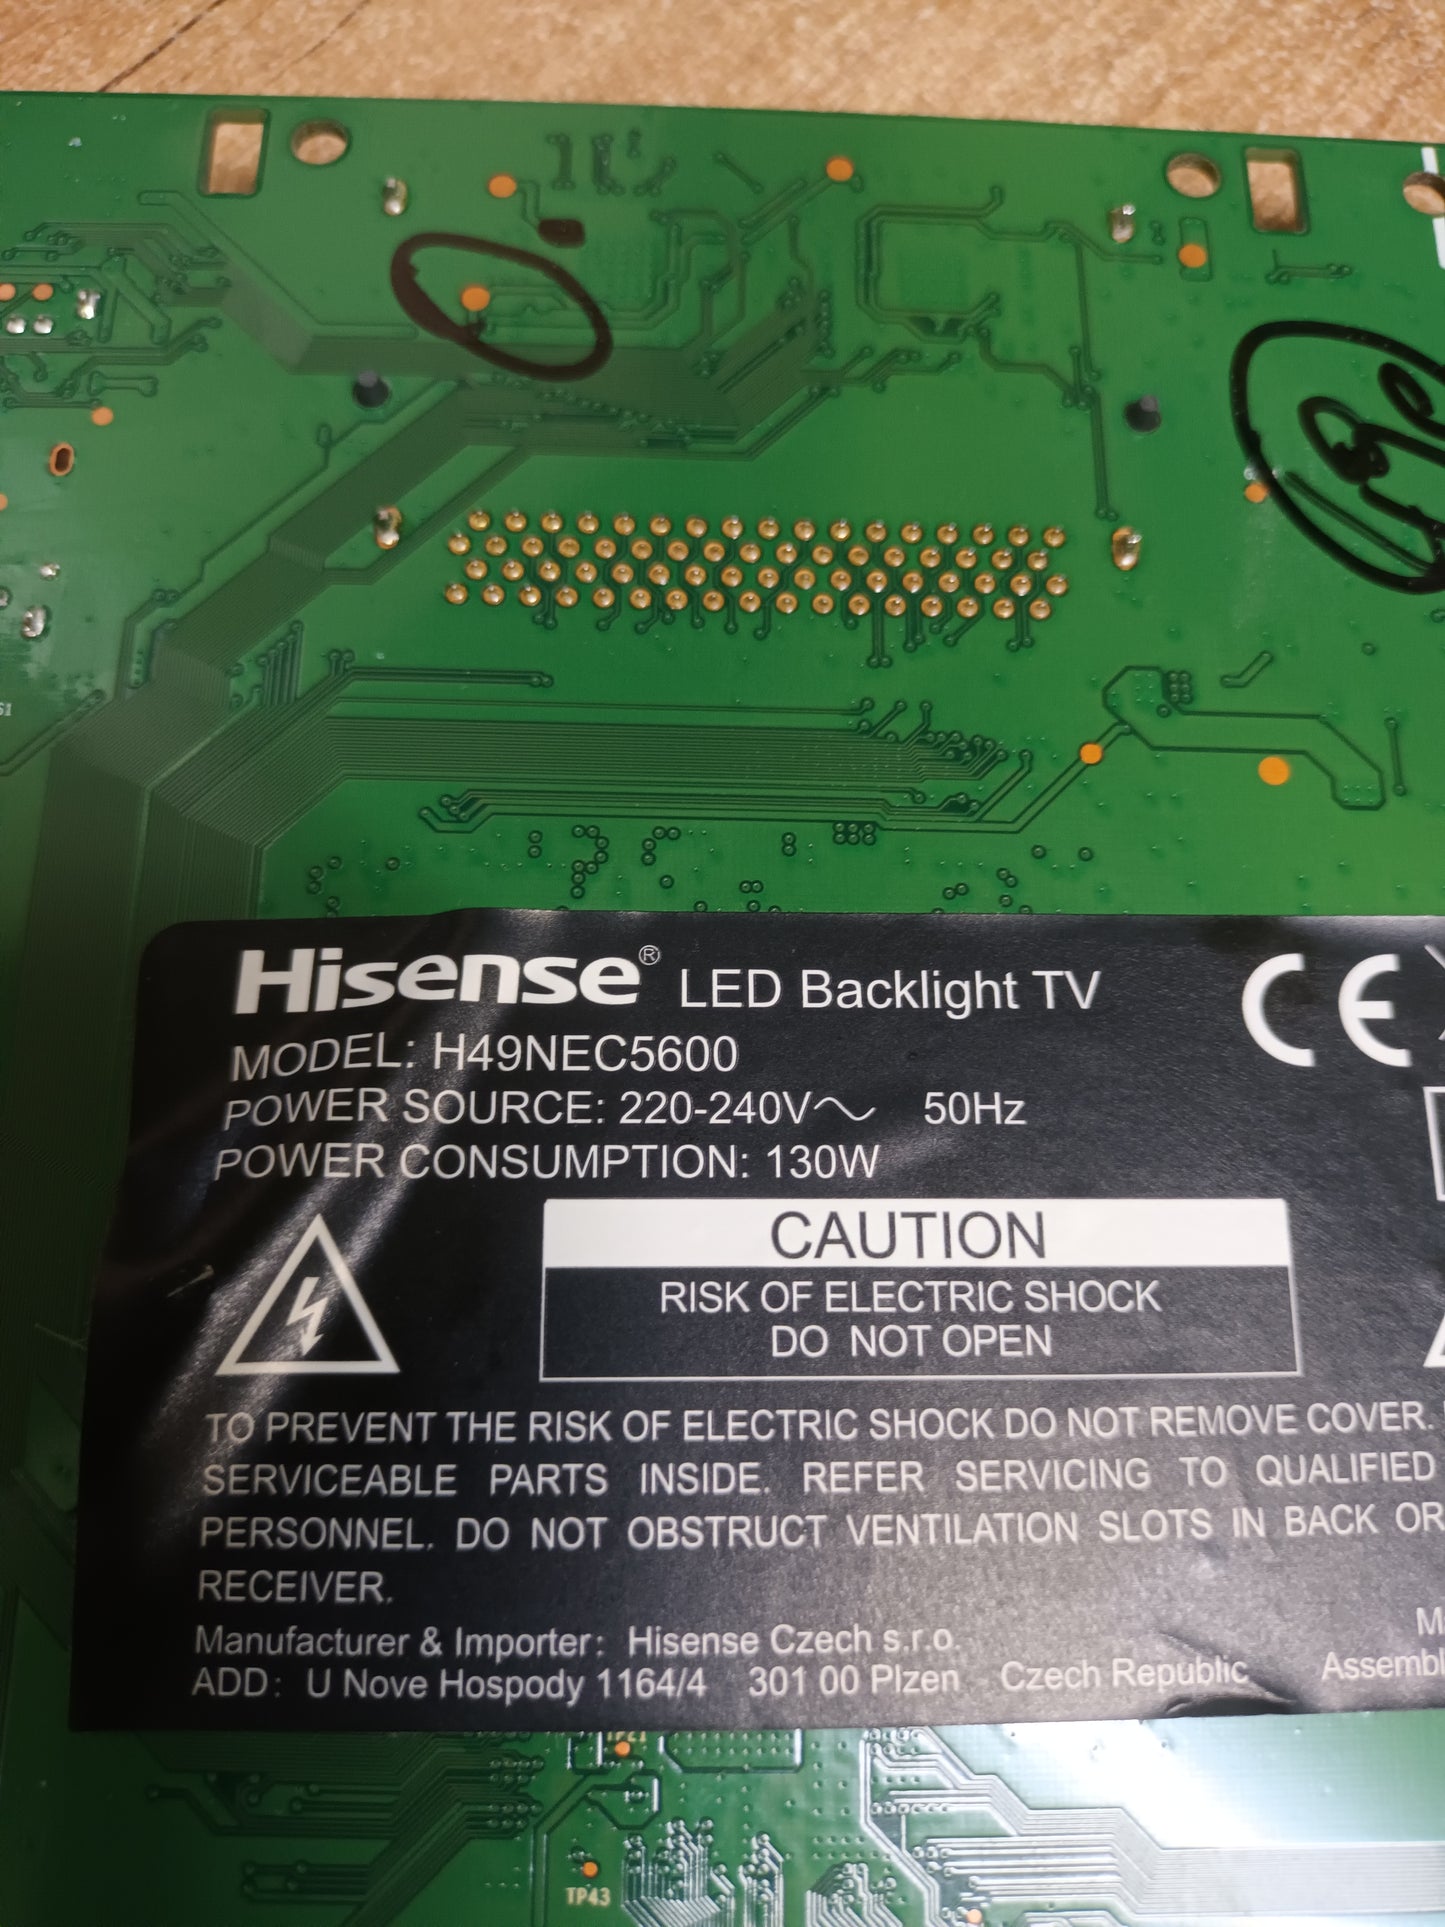 Hisense® LED Backlight TV
MODEL: H49NEC5600
POWER SOURCE: 220-240V～ 50Hz
POWER CONSUMPTION: 130W
CAUTION
RISK OF ELECTRIC SHOCK
DO NOT OPEN
TO PREVENT THE RISK OF ELECTRIC SHOCK DO NOT REMOVE COVER.
SERVICEABLE PARTS INSIDE. REFER SERVICING TO QUALIFIED
PERSONNEL. DO NOT OBSTRUCT VENTILATION SLOTS IN BACK OR
RECEIVER.
Manufacturer & Importer: Hisense Czech s.r.o.
ADD: U Nove Hospody 1164/4 301 00 Plzen Czech Republic
TP21
TP43